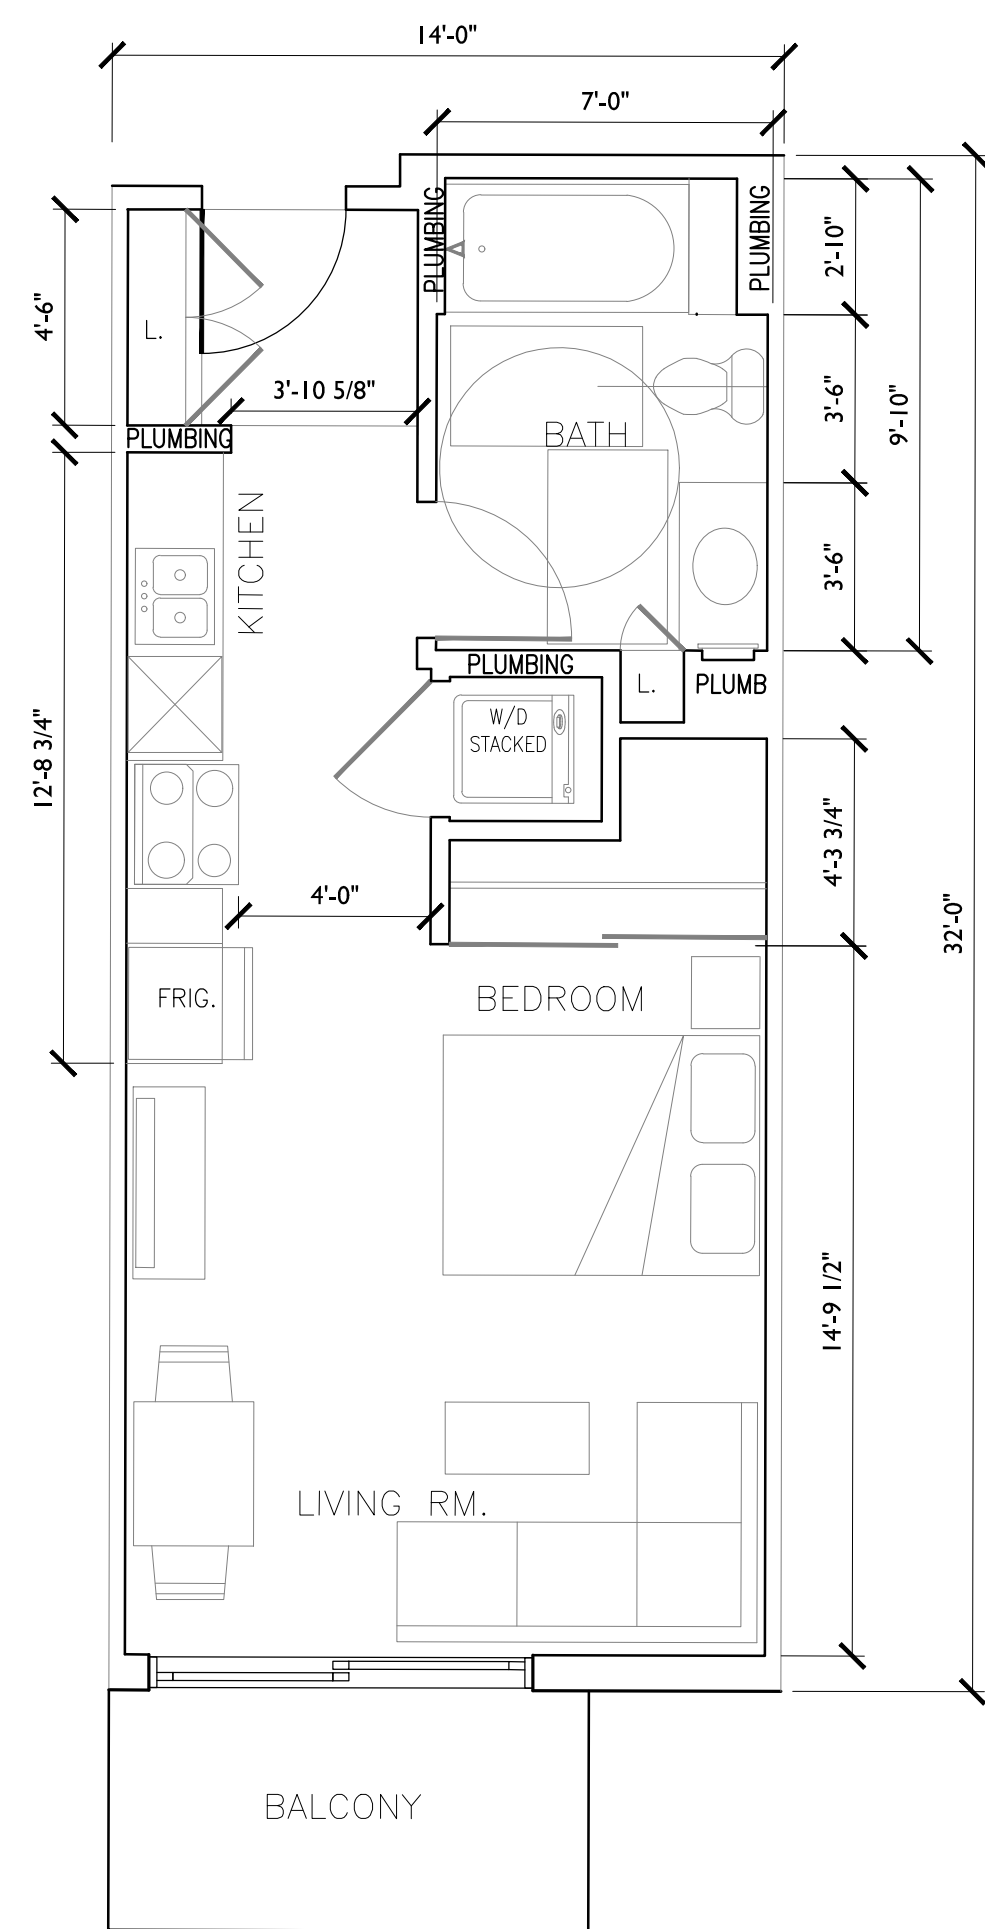 14'-0"
7'-0"
PLUMBING
PLUMBING
2'-10"
4'-6"
L.
3'-10 5/8"
3'-6"
9'-10"
PLUMBING
BATH
KITCHEN
3'-6"
PLUMBING
L.
PLUMB
W/D
STACKED
12'-8 3/4"
4'-3 3/4"
4'-0"
32'-0"
FRIG.
BEDROOM
14'-9 1/2"
LIVING RM.
BALCONY